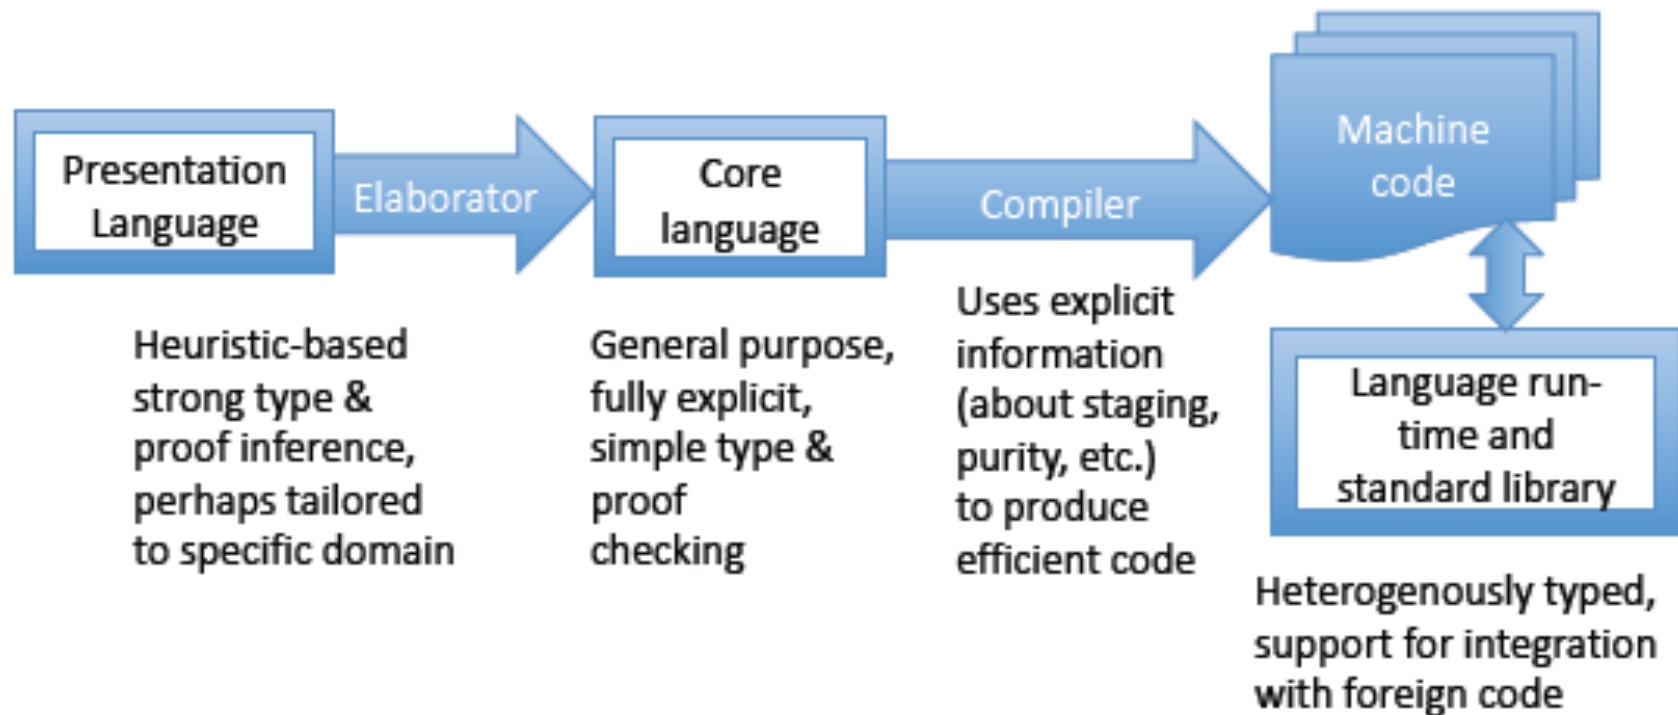 Presentation
Language
Elaborator
Core
language
Compiler
Machine
code
Heuristic-based
strong type &
proof inference,
perhaps tailored
to specific domain
General purpose,
fully explicit,
simple type &
proof
checking
Uses explicit
information
(about staging,
purity, etc.)
to produce
efficient code
Language run-
time and
standard library
Heterogenously typed,
support for integration
with foreign code